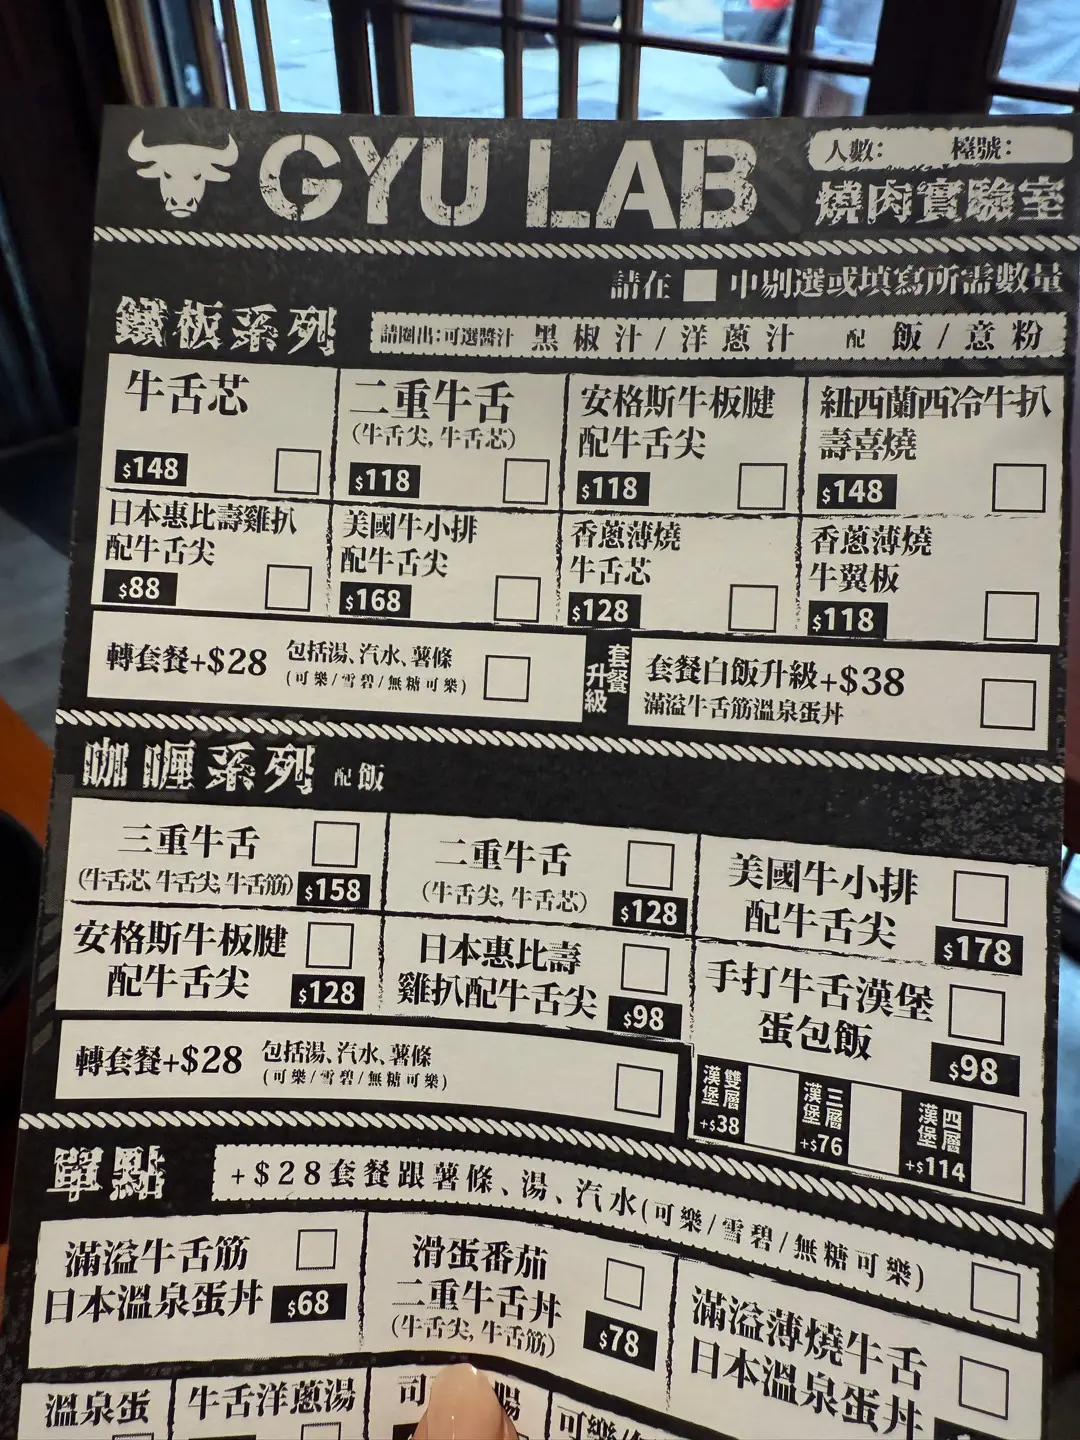 GYU LAB
人數： 檯號：
燒肉實驗室
請在 中剔選或填寫所需數量
鐵板系列
請圈出：可選醬汁 黑椒汁 / 洋蔥汁 配 飯 / 意粉
牛舌芯
$148
二重牛舌
(牛舌尖, 牛舌芯)
$118
安格斯牛板腱
配牛舌尖
$118
紐西蘭西冷牛扒
壽喜燒
$148
日本惠比壽雞扒
配牛舌尖
$88
美國牛小排
配牛舌尖
$168
香蔥薄燒
牛舌芯
$128
香蔥薄燒
牛翼板
$118
轉套餐+$28 包括湯、汽水、薯條
(可樂/雪碧/無糖可樂)
套餐升級
套餐白飯升級+$38
滿溢牛舌筋溫泉蛋丼
咖喱系列 配飯
三重牛舌
(牛舌芯, 牛舌尖, 牛舌筋) $158
二重牛舌
(牛舌尖, 牛舌芯) $128
美國牛小排
配牛舌尖 $178
安格斯牛板腱
配牛舌尖 $128
日本惠比壽
雞扒配牛舌尖 $98
手打牛舌漢堡
蛋包飯
$98
雙層漢堡 +$38
三層漢堡 +$76
四層漢堡 +$114
轉套餐+$28 包括湯、汽水、薯條
(可樂/雪碧/無糖可樂)
單點
+$28套餐跟薯條、湯、汽水(可樂/雪碧/無糖可樂)
滿溢牛舌筋
日本溫泉蛋丼 $68
滑蛋番茄
二重牛舌丼
(牛舌尖, 牛舌筋) $78
滿溢薄燒牛舌
日本溫泉蛋丼
溫泉蛋
牛舌洋蔥湯
可
腸
可樂/